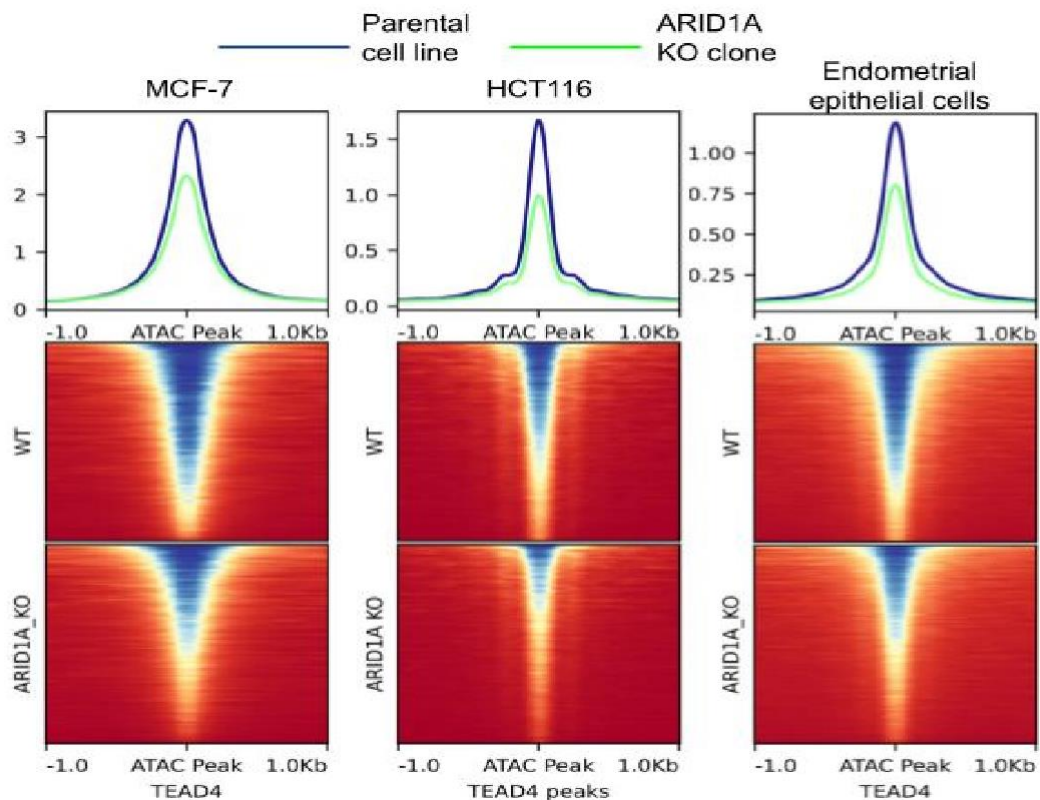 Parental
cell line
ARID1A
KO clone
MCF-7
HCT116
Endometrial
epithelial cells
3
2
1
0
1.5
1.0
0.5
0.0
1.00
0.75
0.50
0.25
-1.0 ATAC Peak 1.0Kb
-1.0 ATAC Peak 1.0Kb
-1.0 ATAC Peak 1.0Kb
WT
WT
WT
ARID1A_KO
ARID1A KO
ARID1A_KO
-1.0 ATAC Peak 1.0Kb
-1.0 ATAC Peak 1.0Kb
-1.0 ATAC Peak 1.0Kb
TEAD4
TEAD4 peaks
TEAD4